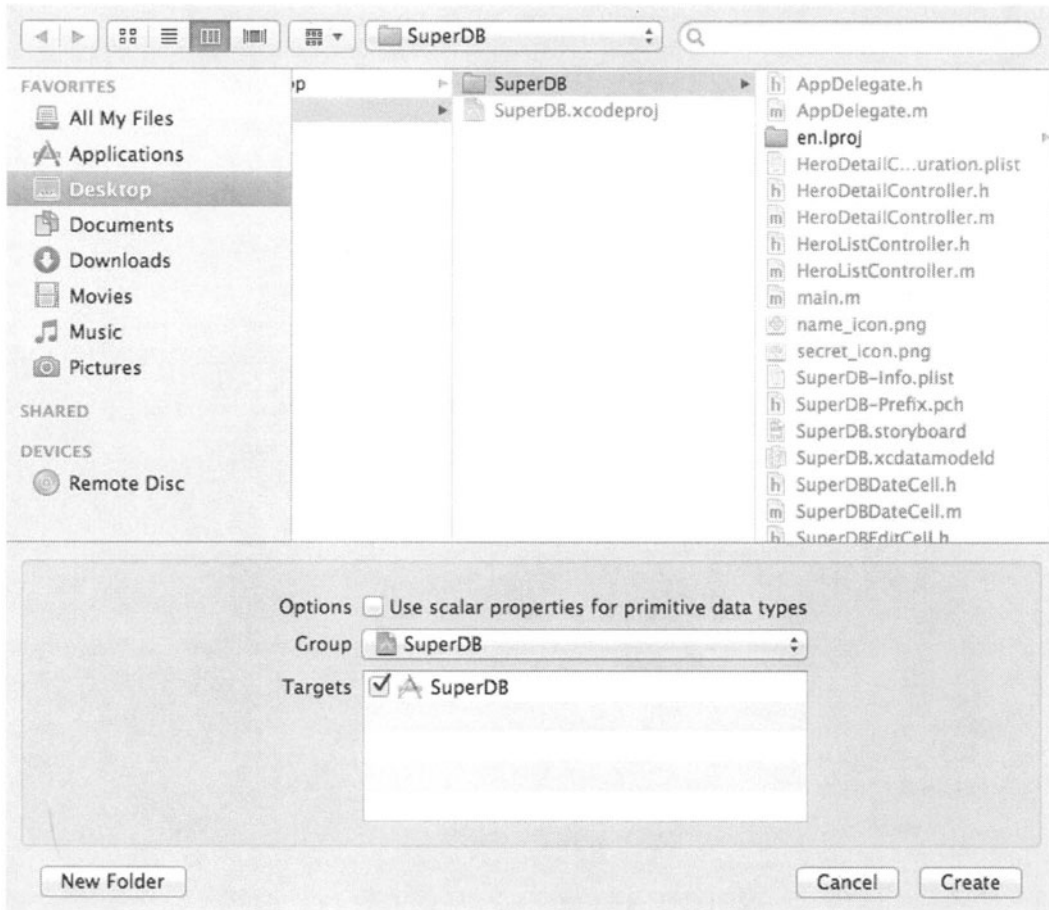 SuperDB
FAVORITES
All My Files
Applications
Desktop
Documents
Downloads
Movies
Music
Pictures
SHARED
DEVICES
Remote Disc
op
SuperDB
SuperDB.xcodeproj
AppDelegate.h
AppDelegate.m
en.lproj
HeroDetailC...uration.plist
HeroDetailController.h
HeroDetailController.m
HeroListController.h
HeroListController.m
main.m
name_icon.png
secret_icon.png
SuperDB-Info.plist
SuperDB-Prefix.pch
SuperDB.storyboard
SuperDB.xcdatamodeld
SuperDBDateCell.h
SuperDBDateCell.m
SuperDBEditCell.h
Options Use scalar properties for primitive data types
Group SuperDB
Targets SuperDB
New Folder
Cancel Create